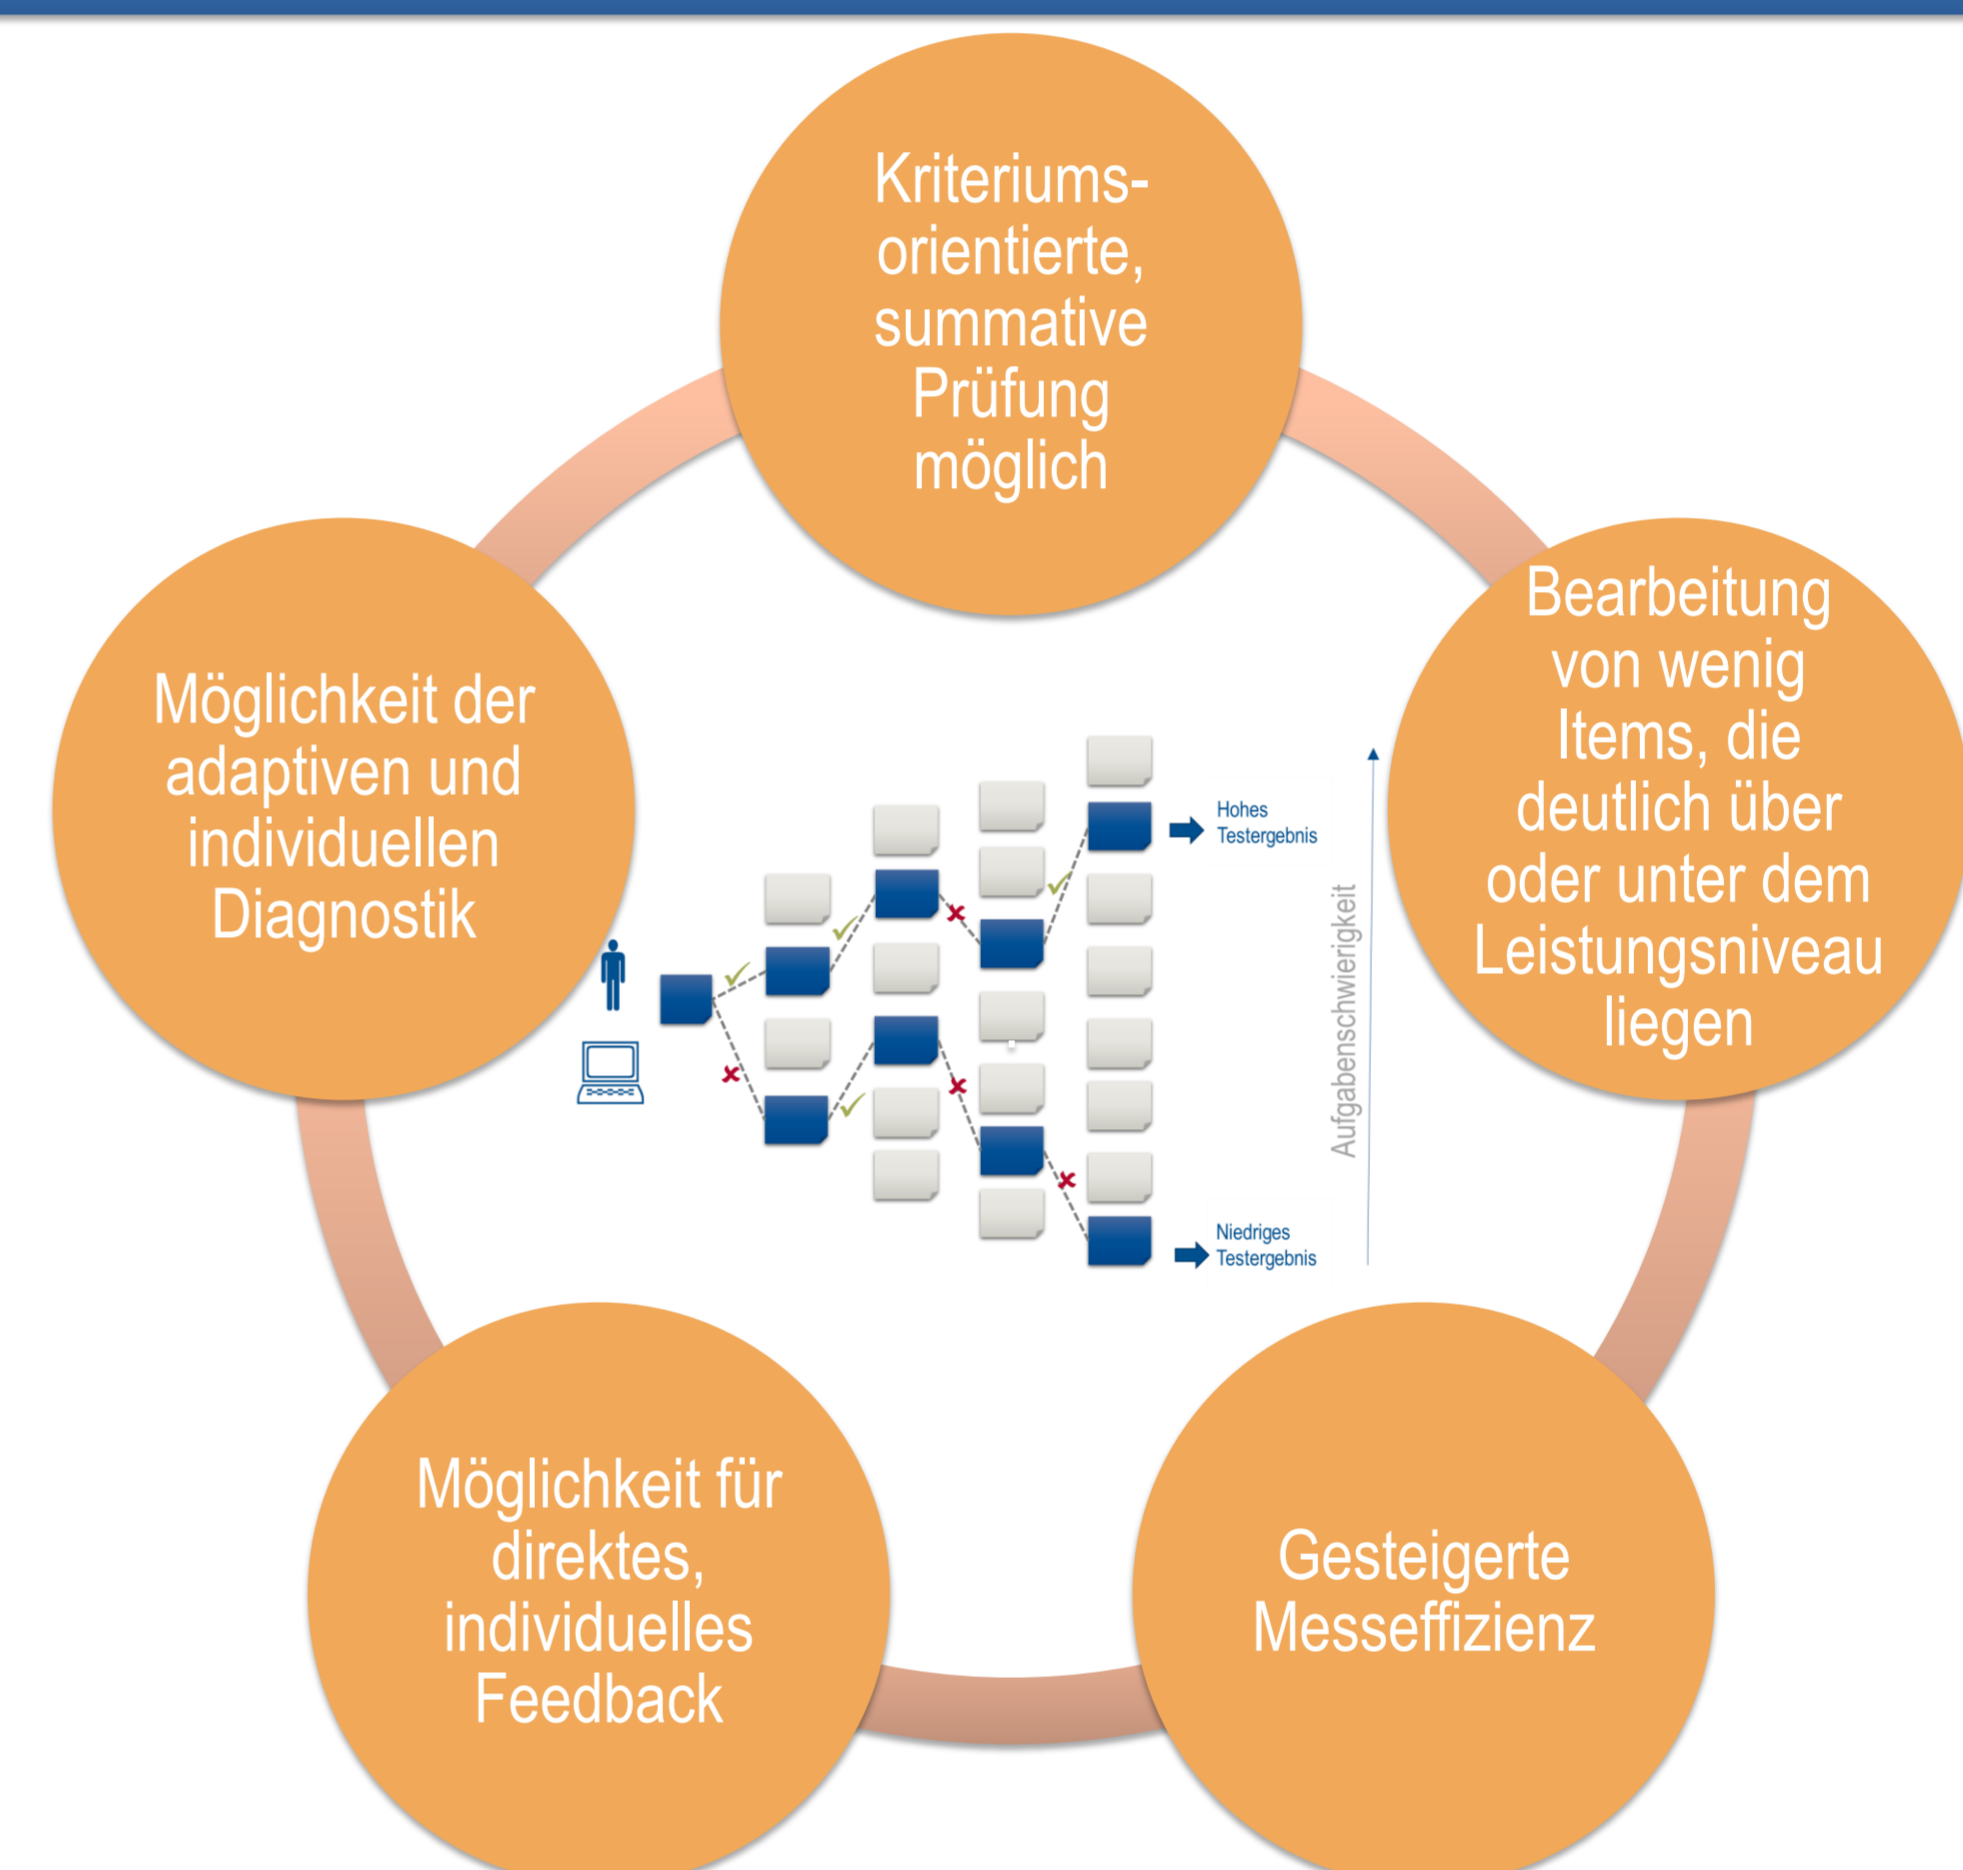 Kriteriums-
orientierte,
summative
Prüfung
möglich
Bearbeitung
von wenig
Items, die
deutlich über
oder unter dem
Leistungsniveau
liegen
Möglichkeit der
adaptiven und
individuellen
Diagnostik
Hohes
Testergebnis
Aufgabenschwierigkeit
Niedriges
Testergebnis
Möglichkeit für
direktes,
individuelles
Feedback
Gesteigerte
Messeffizienz